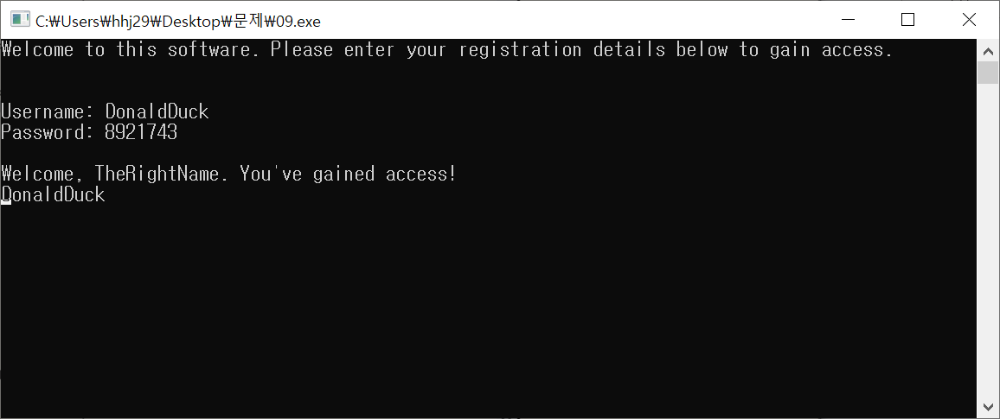 C:₩Users₩hhj29₩Desktop₩문제₩09.exe
Welcome to this software. Please enter your registration details below to gain access.
Username: DonaldDuck
Password: 8921743
Welcome, TheRightName. You've gained access!
DonaldDuck